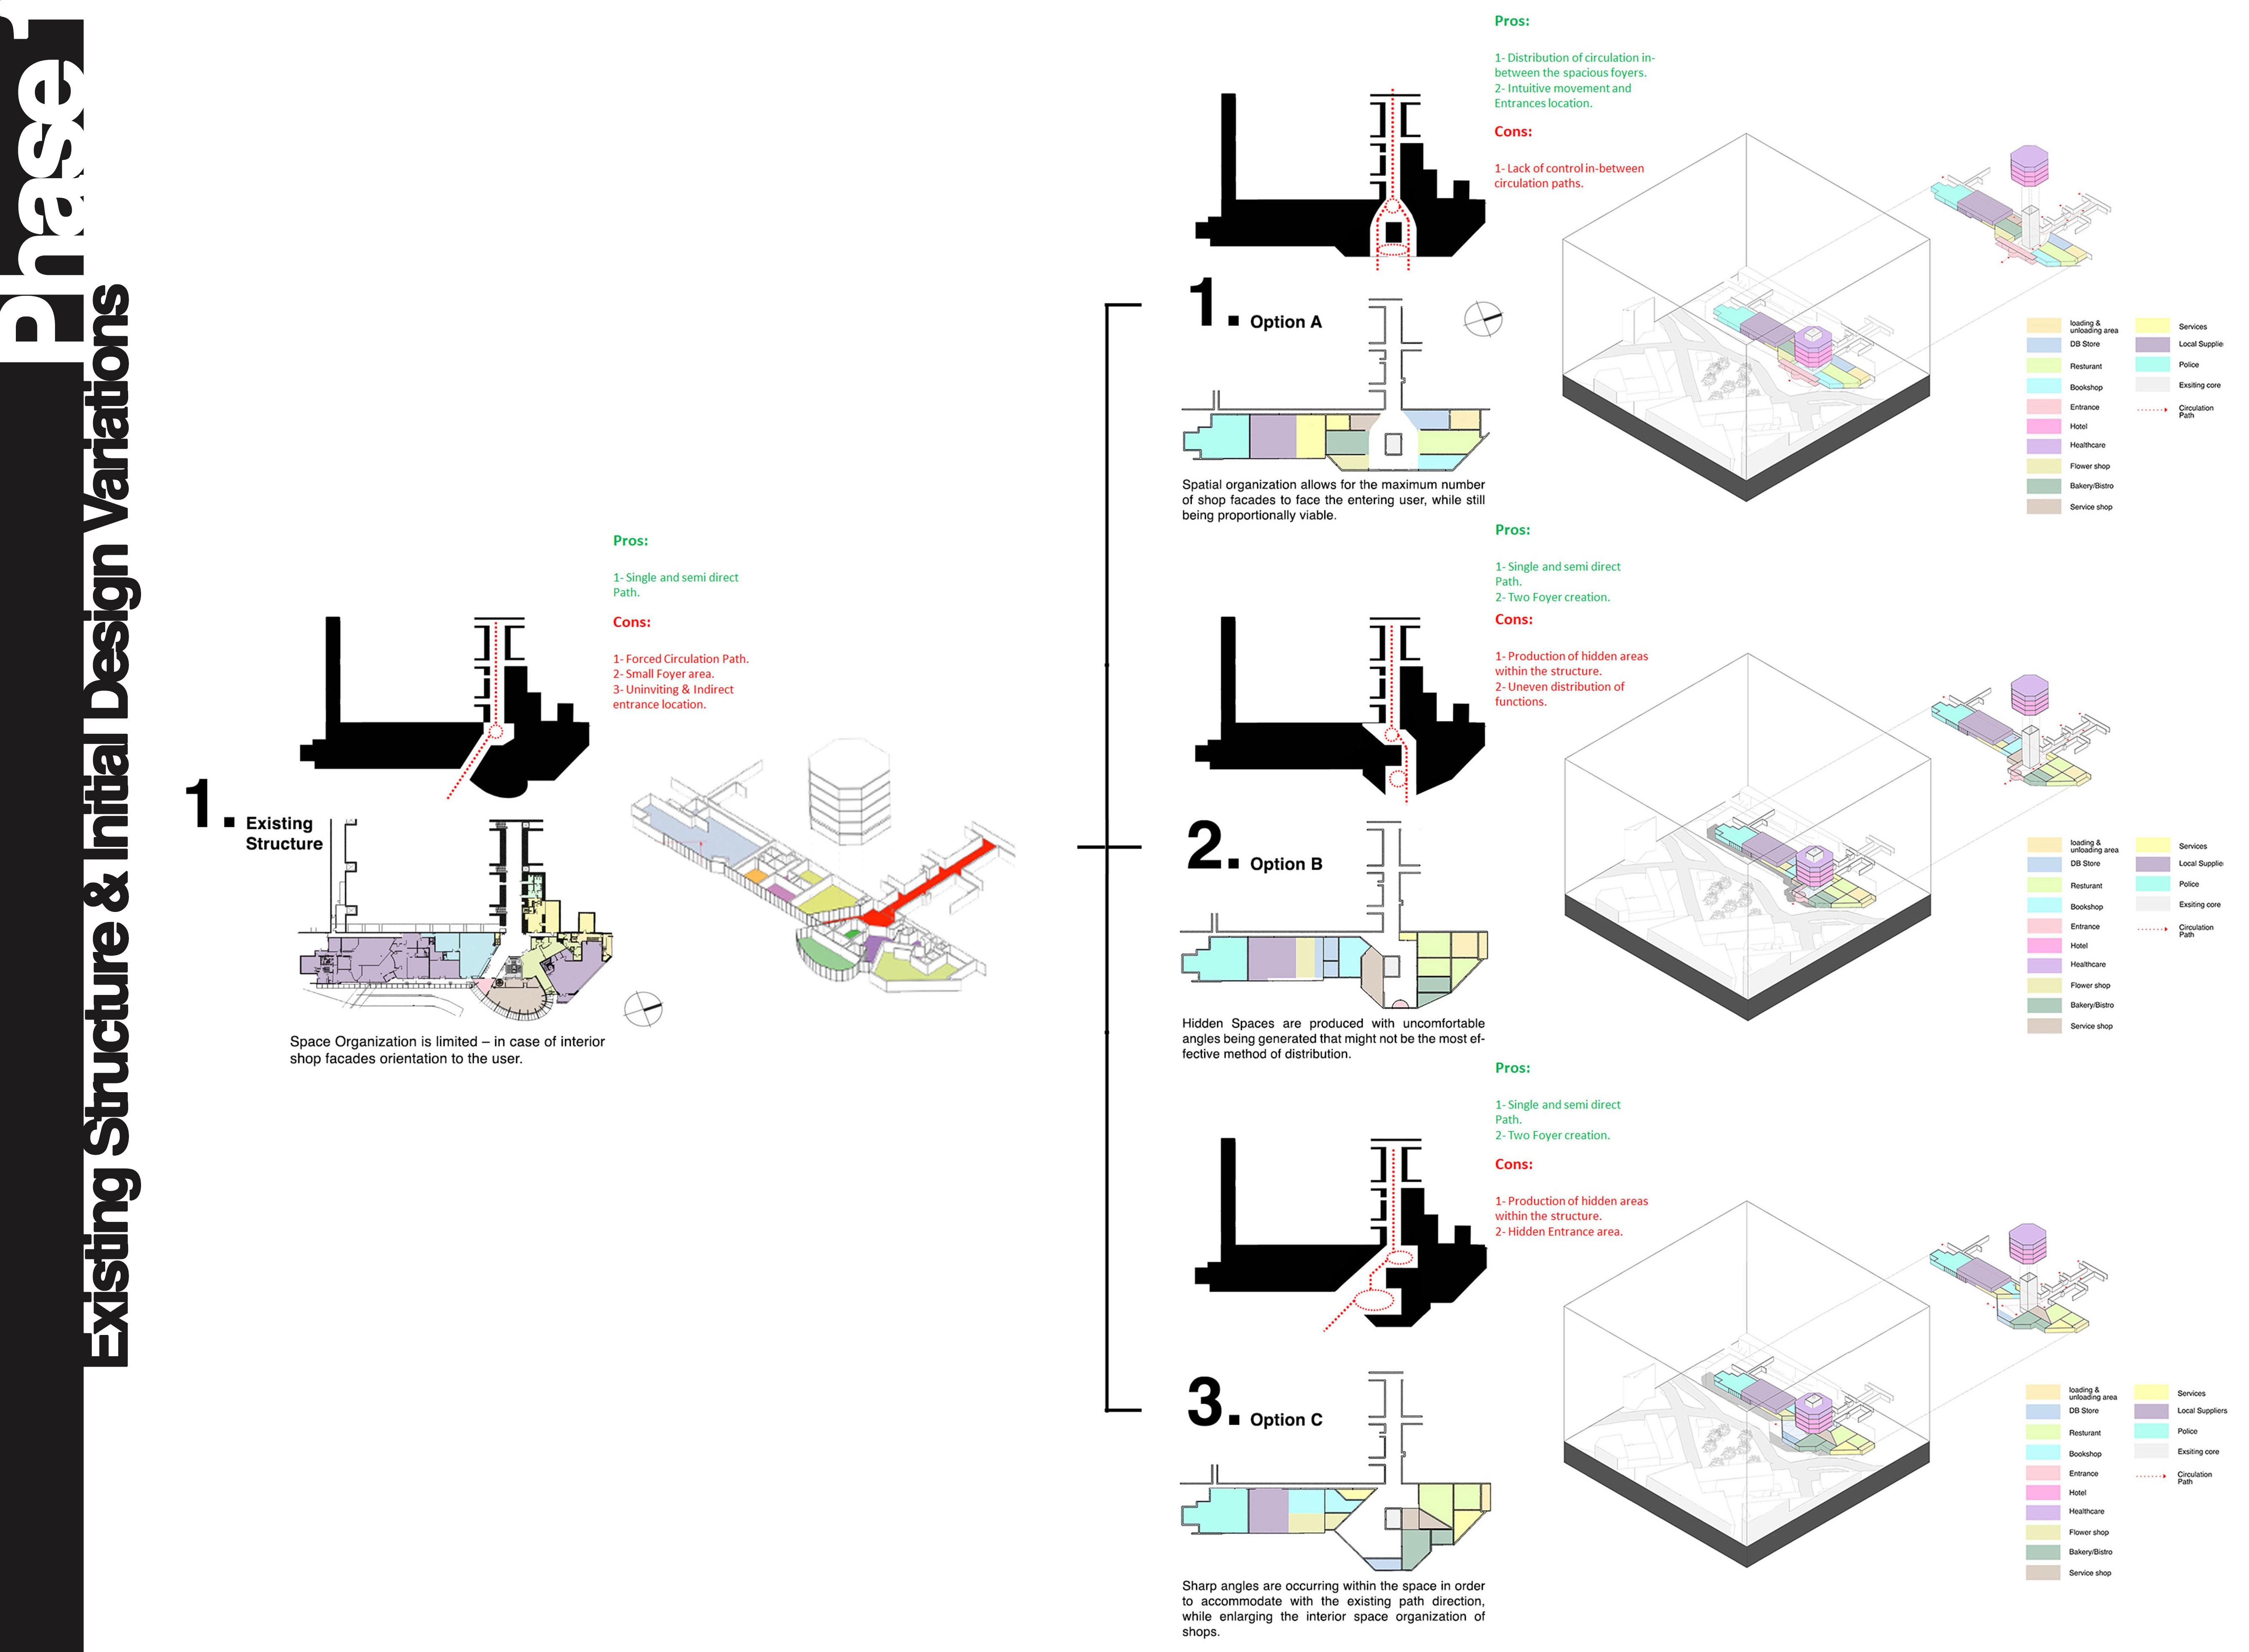 Phase 1
Existing Structure & Initial Design Variations
1. Existing
Structure
Pros:
1- Single and semi direct
Path.
Cons:
1- Forced Circulation Path.
2- Small Foyer area.
3- Uninviting & Indirect
entrance location.
Space Organization is limited – in case of interior
shop facades orientation to the user.
Pros:
1- Distribution of circulation in-
between the spacious foyers.
2- Intuitive movement and
Entrances location.
Cons:
1- Lack of control in-between
circulation paths.
1. Option A
Spatial organization allows for the maximum number
of shop facades to face the entering user, while still
being proportionally viable.
loading &
unloading area
DB Store
Resturant
Bookshop
Entrance
Hotel
Healthcare
Flower shop
Bakery/Bistro
Service shop
Services
Local Supplie
Police
Exsiting core
Circulation
Path
Pros:
1- Single and semi direct
Path.
2- Two Foyer creation.
Cons:
1- Production of hidden areas
within the structure.
2- Uneven distribution of
functions.
2. Option B
Hidden Spaces are produced with uncomfortable
angles being generated that might not be the most ef-
fective method of distribution.
loading &
unloading area
DB Store
Resturant
Bookshop
Entrance
Hotel
Healthcare
Flower shop
Bakery/Bistro
Service shop
Services
Local Supplie
Police
Exsiting core
Circulation
Path
Pros:
1- Single and semi direct
Path.
2- Two Foyer creation.
Cons:
1- Production of hidden areas
within the structure.
2- Hidden Entrance area.
3. Option C
Sharp angles are occurring within the space in order
to accommodate with the existing path direction,
while enlarging the interior space organization of
shops.
loading &
unloading area
DB Store
Resturant
Bookshop
Entrance
Hotel
Healthcare
Flower shop
Bakery/Bistro
Service shop
Services
Local Suppliers
Police
Exsiting core
Circulation
Path